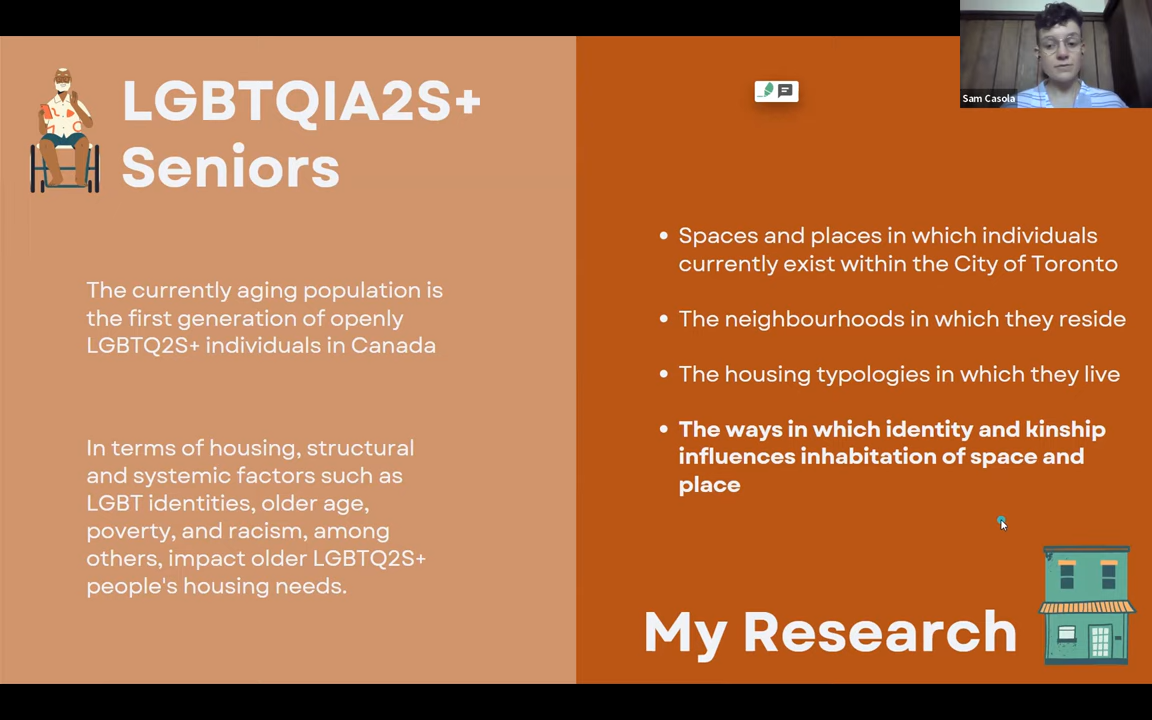 LGBTQIA2S+
Seniors
The currently aging population is
the first generation of openly
LGBTQ2S+ individuals in Canada
In terms of housing, structural
and systemic factors such as
LGBT identities, older age,
poverty, and racism, among
others, impact older LGBTQ2S+
people's housing needs.
Sam Casola
• Spaces and places in which individuals
currently exist within the City of Toronto
• The neighbourhoods in which they reside
• The housing typologies in which they live
• The ways in which identity and kinship
influences inhabitation of space and
place
My Research